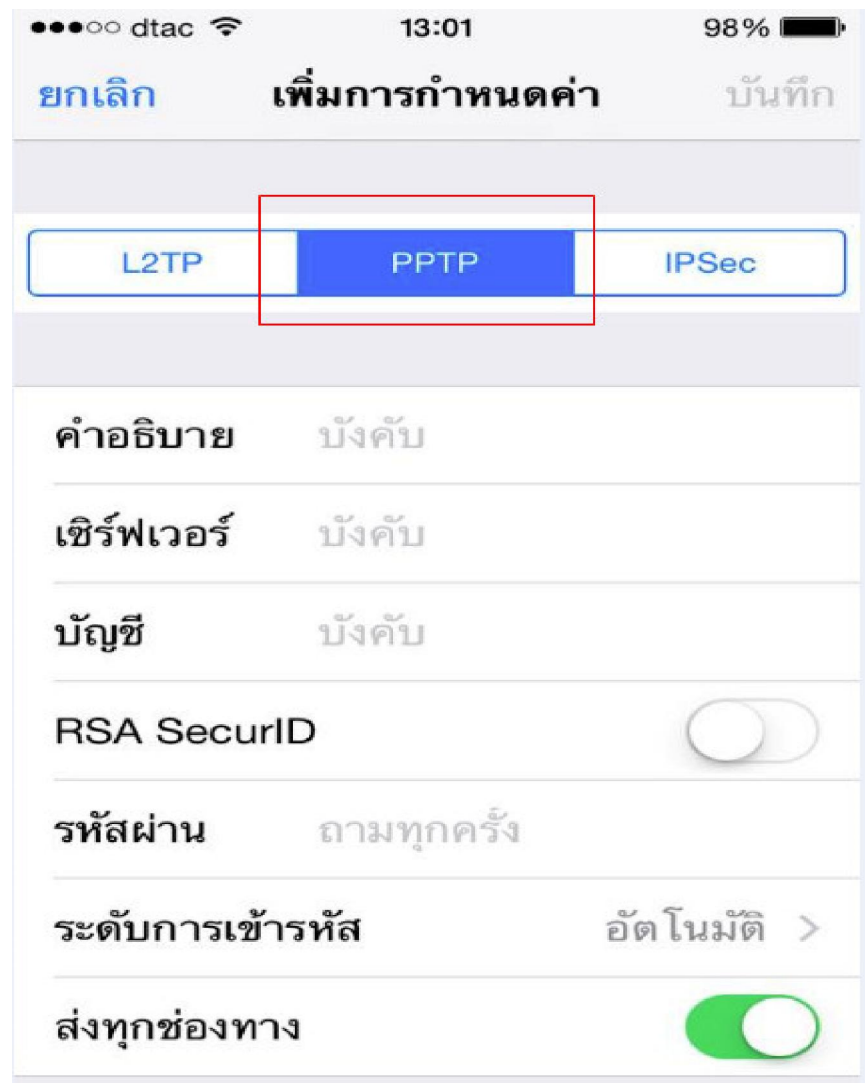 dtac 13:01 98%
ยกเลิก เพิ่มการกำหนดค่า บันทึก
L2TP PPTP IPSec
คำอธิบาย บังคับ
เซิร์ฟเวอร์ บังคับ
บัญชี บังคับ
RSA SecurID
รหัสผ่าน ถามทุกครั้ง
ระดับการเข้ารหัส อัตโนมัติ >
ส่งทุกช่องทาง